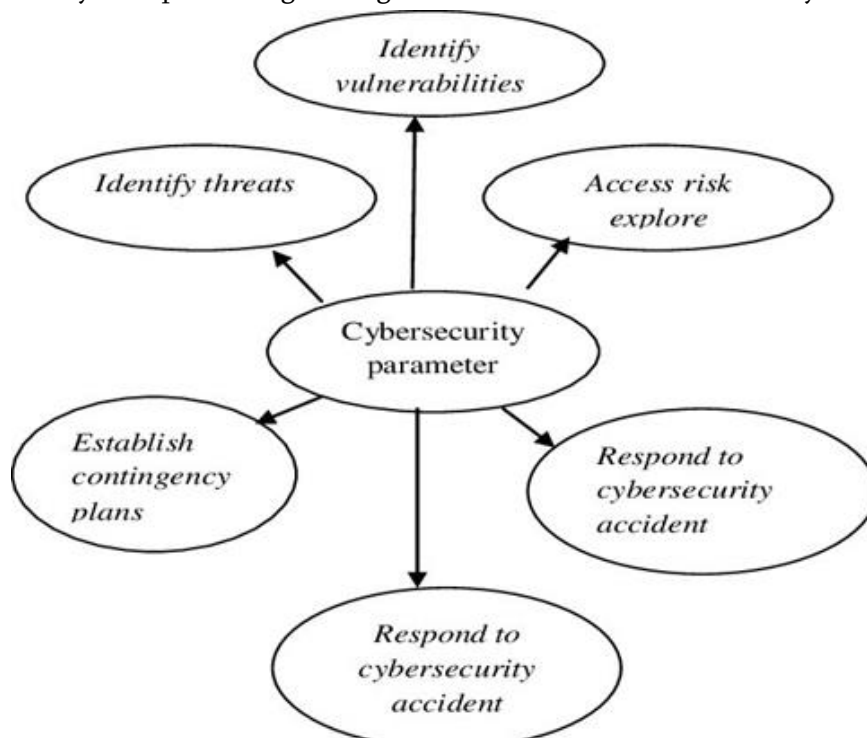 Identify
vulnerabilities
Identify threats
Access risk
explore
Cybersecurity
parameter
Establish
contingency
plans
Respond to
cybersecurity
accident
Respond to
cybersecurity
accident